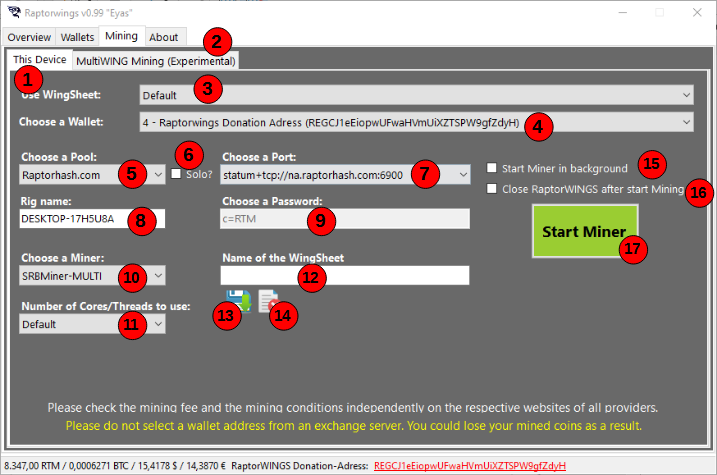 Raptorwings v0.99 "Eyas"
Overview Wallets Mining About
2
This Device MultiWING Mining (Experimental)
1
3
Use WingSheet: Default
Choose a Wallet: 4 - Raptorwings Donation Adress (REGCJ1eEiopwUFwaHVmUiXZTSPW9gfZdyH)
4
6
Choose a Pool: Choose a Port:
Raptorhash.com 5 Solo? statum+tcp://na.raptorhash.com:6900 7
Start Miner in background 15
Close RaptorWINGS after start Mining 16
Rig name: Choose a Password:
DESKTOP-17H5U8A 8 c=RTM 9
Start Miner
17
Choose a Miner: Name of the WingSheet
SRBMiner-MULTI 10 12
Number of Cores/Threads to use: 13 14
Default 11
Please check the mining fee and the mining conditions independently on the respective websites of all providers.
Please do not select a wallet address from an exchange server. You could lose your mined coins as a result.
8.347,00 RTM / 0,0006271 BTC / 15,4178 $ / 14,3870 € RaptorWINGS Donation-Adress: REGCJ1eEiopwUFwaHVmUiXZTSPW9gfZdyH